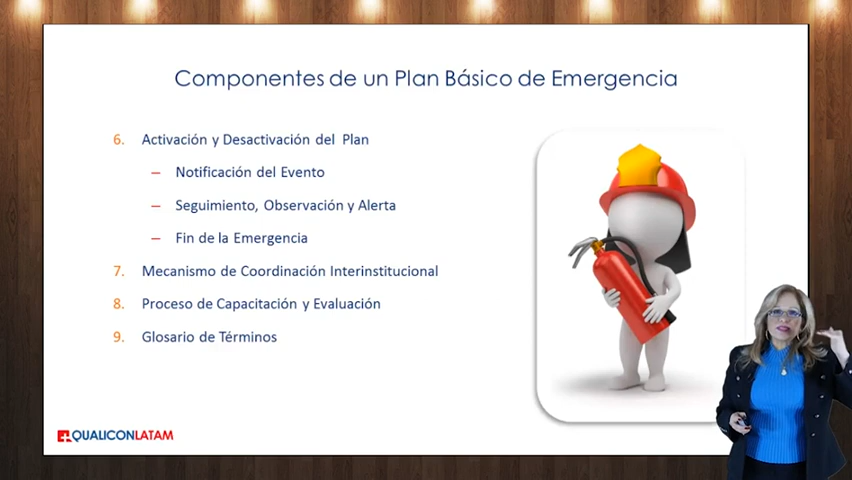 Componentes de un Plan Básico de Emergencia
6. Activación y Desactivación del Plan
– Notificación del Evento
– Seguimiento, Observación y Alerta
– Fin de la Emergencia
7. Mecanismo de Coordinación Interinstitucional
8. Proceso de Capacitación y Evaluación
9. Glosario de Términos
QUALICONLATAM